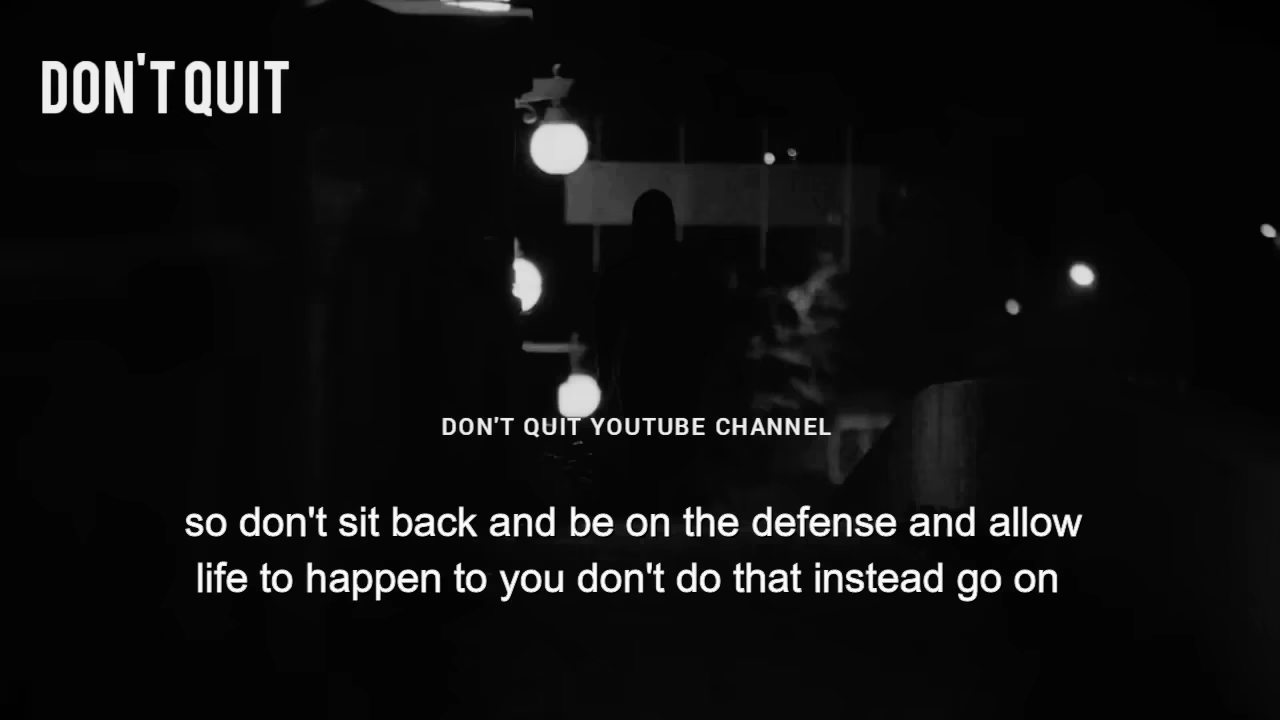 DON'T QUIT
DON'T QUIT YOUTUBE CHANNEL
so don't sit back and be on the defense and allow
life to happen to you don't do that instead go on